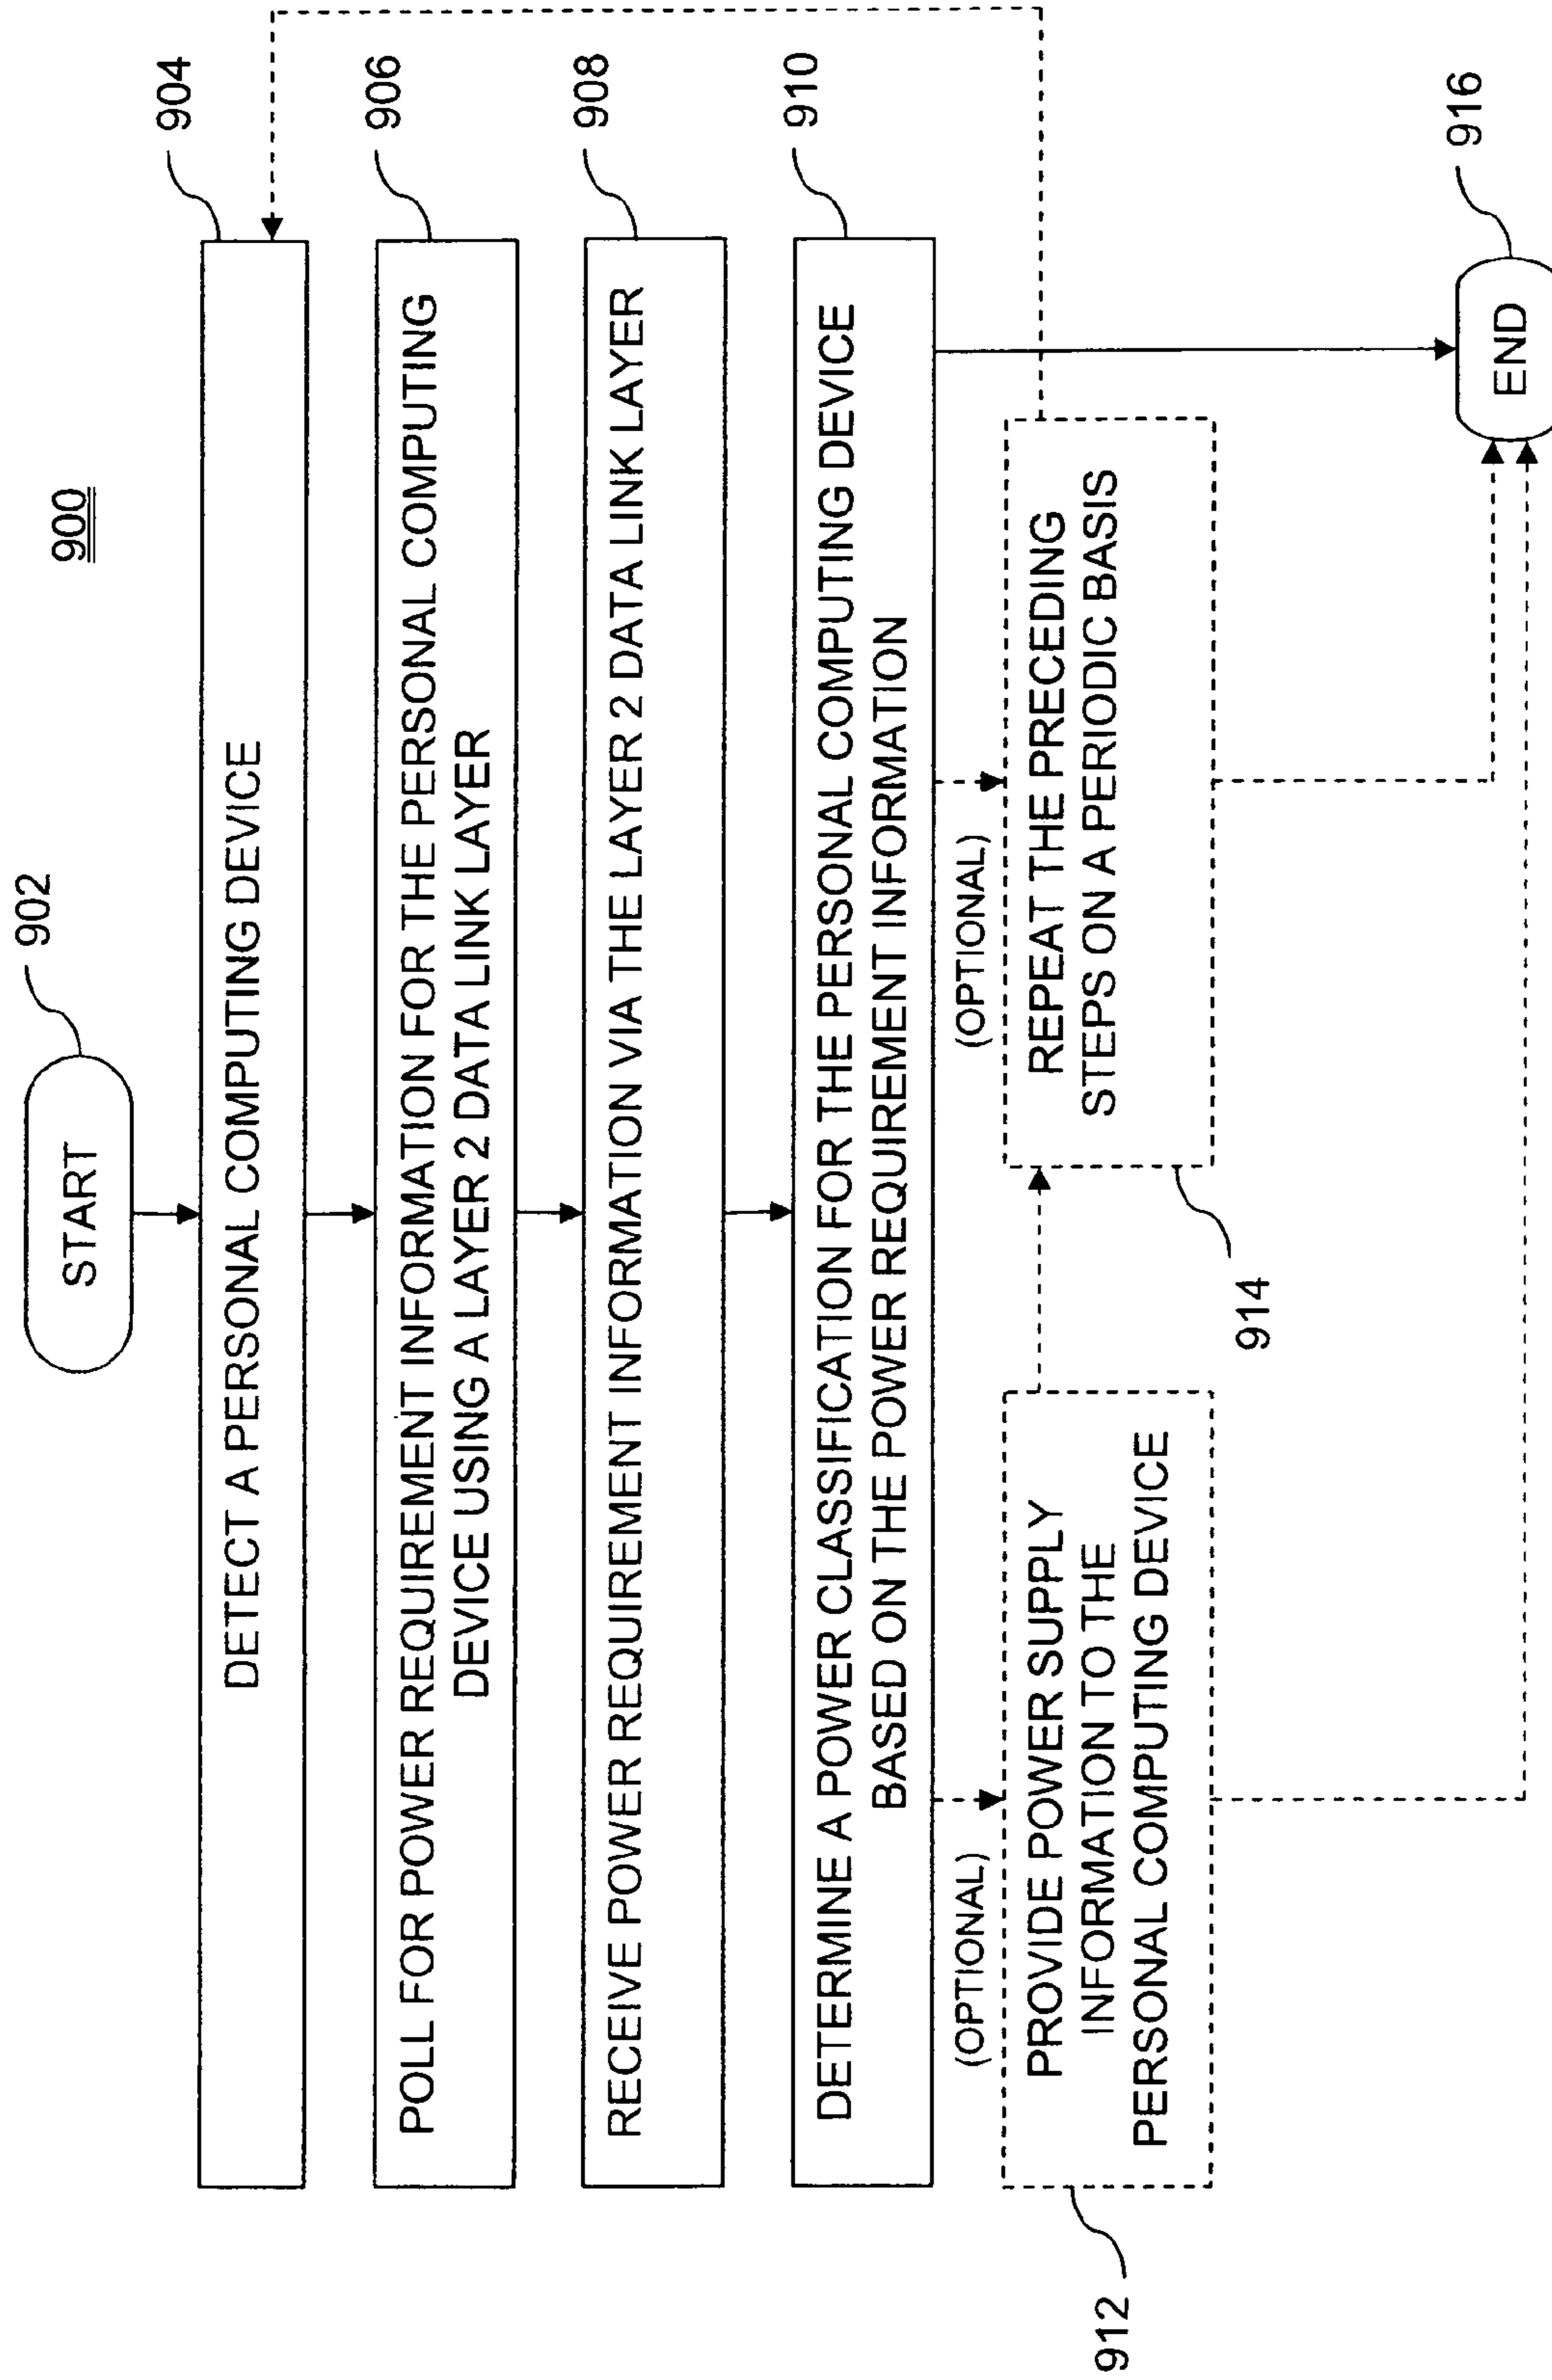 900
START
902
DETECT A PERSONAL COMPUTING DEVICE
904
POLL FOR POWER REQUIREMENT INFORMATION FOR THE PERSONAL COMPUTING
DEVICE USING A LAYER 2 DATA LINK LAYER
906
RECEIVE POWER REQUIREMENT INFORMATION VIA THE LAYER 2 DATA LINK LAYER
908
DETERMINE A POWER CLASSIFICATION FOR THE PERSONAL COMPUTING DEVICE
BASED ON THE POWER REQUIREMENT INFORMATION
910
(OPTIONAL)
PROVIDE POWER SUPPLY
INFORMATION TO THE
PERSONAL COMPUTING DEVICE
912
(OPTIONAL)
REPEAT THE PRECEDING
STEPS ON A PERIODIC BASIS
914
END
916